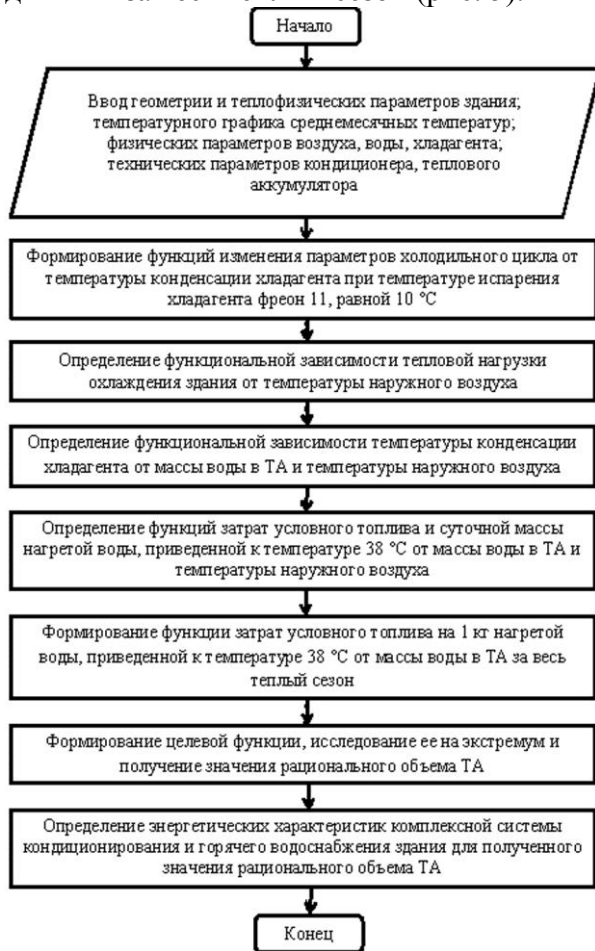 Начало
Ввод геометрии и теплофизических параметров здания;
температурного графика среднемесячных температур;
физических параметров воздуха, воды, хладагента;
технических параметров кондиционера, теплового
аккумулятора
Формирование функций изменения параметров холодильного цикла от
температуры конденсации хладагента при температуре испарения
хладагента фреон 11, равной 10 °С
Определение функциональной зависимости тепловой нагрузки
охлаждения здания от температуры наружного воздуха
Определение функциональной зависимости температуры конденсации
хладагента от массы воды в ТА и температуры наружного воздуха
Определение функций затрат условного топлива и суточной массы
нагретой воды, приведенной к температуре 38 °С от массы воды в ТА и
температуры наружного воздуха
Формирование функции затрат условного топлива на 1 кг нагретой
воды, приведенной к температуре 38 °С от массы воды в ТА за весь
теплый сезон
Формирование целевой функции, исследование ее на экстремум и
получение значения рационального объема ТА
Определение энергетических характеристик комплексной системы
кондиционирования и горячего водоснабжения здания для полученного
значения рационального объема ТА
Конец